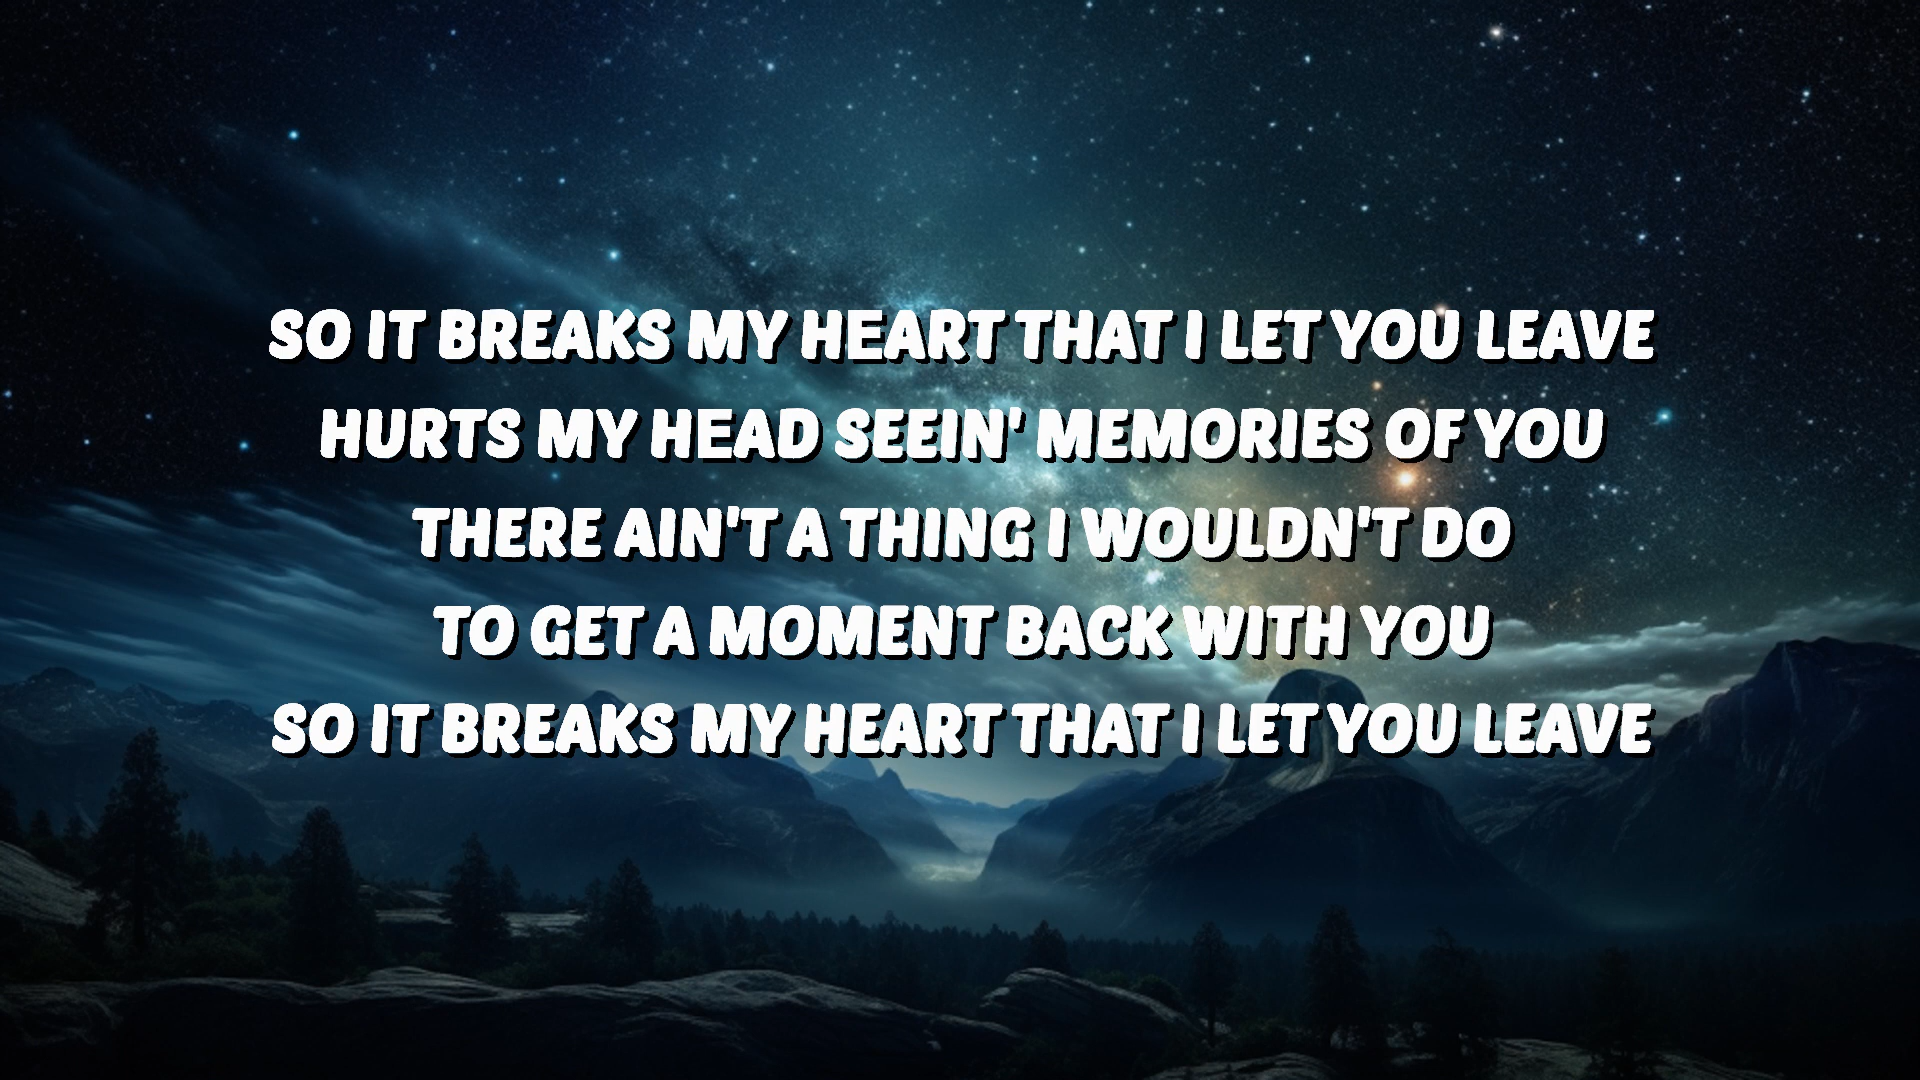 SO IT BREAKS MY HEART THAT I LET YOU LEAVE
HURTS MY HEAD SEEIN' MEMORIES OF YOU
THERE AIN'T A THING I WOULDN'T DO
TO GET A MOMENT BACK WITH YOU
SO IT BREAKS MY HEART THAT I LET YOU LEAVE